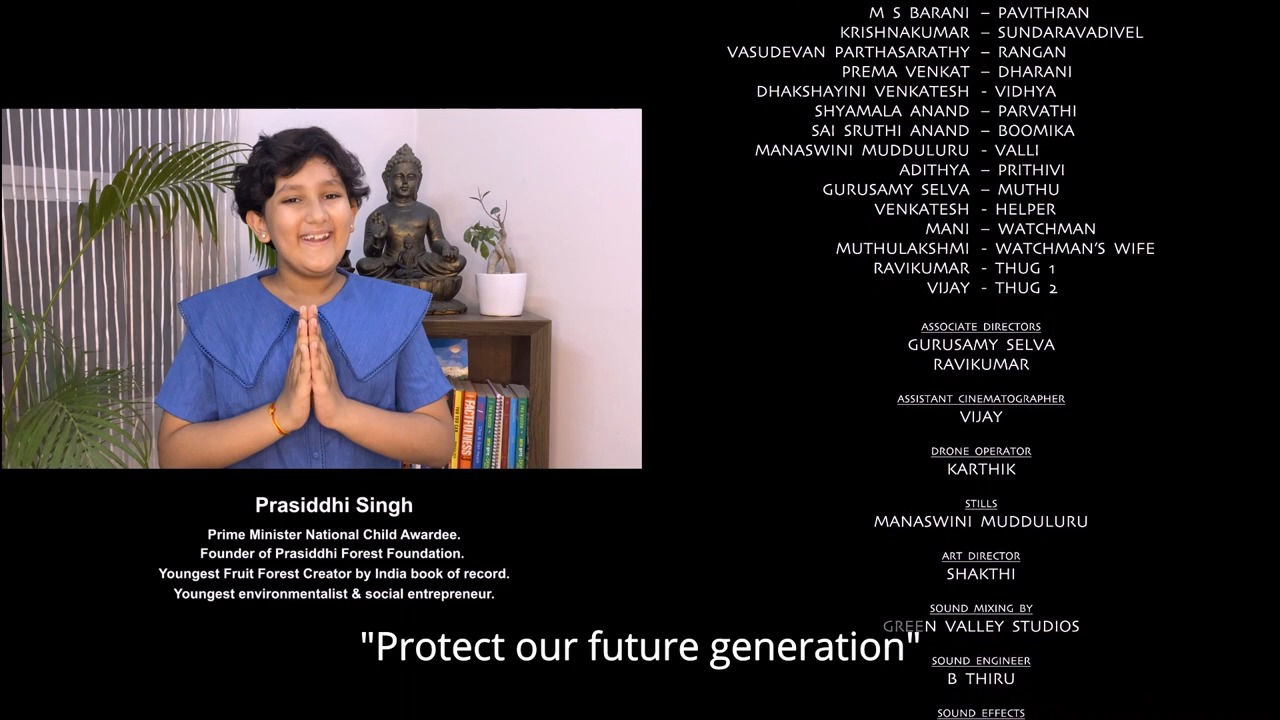 M S BARANI – PAVITHRAN
KRISHNAKUMAR – SUNDARAVADIVEL
VASUDEVAN PARTHASARATHY – RANGAN
PREMA VENKAT – DHARANI
DHAKSHAYINI VENKATESH - VIDHYA
SHYAMALA ANAND – PARVATHI
SAI SRUTHI ANAND – BOOMIKA
MANASWINI MUDDULURU - VALLI
ADITHYA – PRITHIVI
GURUSAMY SELVA – MUTHU
VENKATESH - HELPER
MANI – WATCHMAN
MUTHULAKSHMI - WATCHMAN'S WIFE
RAVIKUMAR - THUG 1
VIJAY - THUG 2
ASSOCIATE DIRECTORS
GURUSAMY SELVA
RAVIKUMAR
ASSISTANT CINEMATOGRAPHER
VIJAY
DRONE OPERATOR
KARTHIK
STILLS
MANASWINI MUDDULURU
ART DIRECTOR
SHAKTHI
SOUND MIXING BY
GREEN VALLEY STUDIOS
SOUND ENGINEER
B THIRU
SOUND EFFECTS
FACTFULNESS
Prasiddhi Singh
Prime Minister National Child Awardee.
Founder of Prasiddhi Forest Foundation.
Youngest Fruit Forest Creator by India book of record.
Youngest environmentalist & social entrepreneur.
"Protect our future generation"